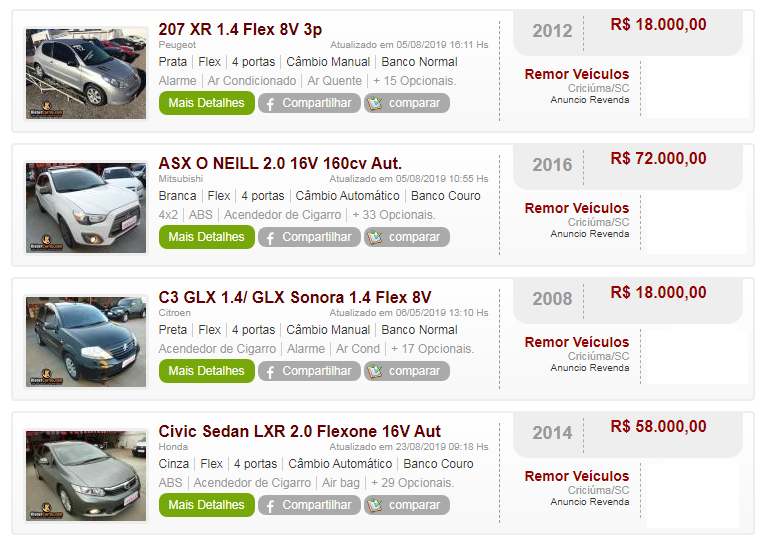 207 XR 1.4 Flex 8V 3p
Peugeot Atualizado em 05/08/2019 16:11 Hs
Prata Flex 4 portas Câmbio Manual Banco Normal
Alarme Ar Condicionado Ar Quente + 15 Opcionais.
Mais Detalhes Compartilhar comparar
2012 R$ 18.000,00
Remor Veículos
Criciúma/SC
Anuncio Revenda
ASX O NEILL 2.0 16V 160cv Aut.
Mitsubishi Atualizado em 05/08/2019 10:55 Hs
Branca Flex 4 portas Câmbio Automático Banco Couro
4x2 ABS Acendedor de Cigarro + 33 Opcionais.
Mais Detalhes Compartilhar comparar
2016 R$ 72.000,00
Remor Veículos
Criciúma/SC
Anuncio Revenda
C3 GLX 1.4/ GLX Sonora 1.4 Flex 8V
Citroen Atualizado em 06/05/2019 13:10 Hs
Preta Flex 4 portas Câmbio Manual Banco Normal
Acendedor de Cigarro Alarme Ar Cond + 17 Opcionais.
Mais Detalhes Compartilhar comparar
2008 R$ 18.000,00
Remor Veículos
Criciúma/SC
Anuncio Revenda
Civic Sedan LXR 2.0 Flexone 16V Aut
Honda Atualizado em 23/08/2019 09:18 Hs
Cinza Flex 4 portas Câmbio Automático Banco Couro
ABS Acendedor de Cigarro Air bag + 29 Opcionais.
Mais Detalhes Compartilhar comparar
2014 R$ 58.000,00
Remor Veículos
Criciúma/SC
Anuncio Revenda